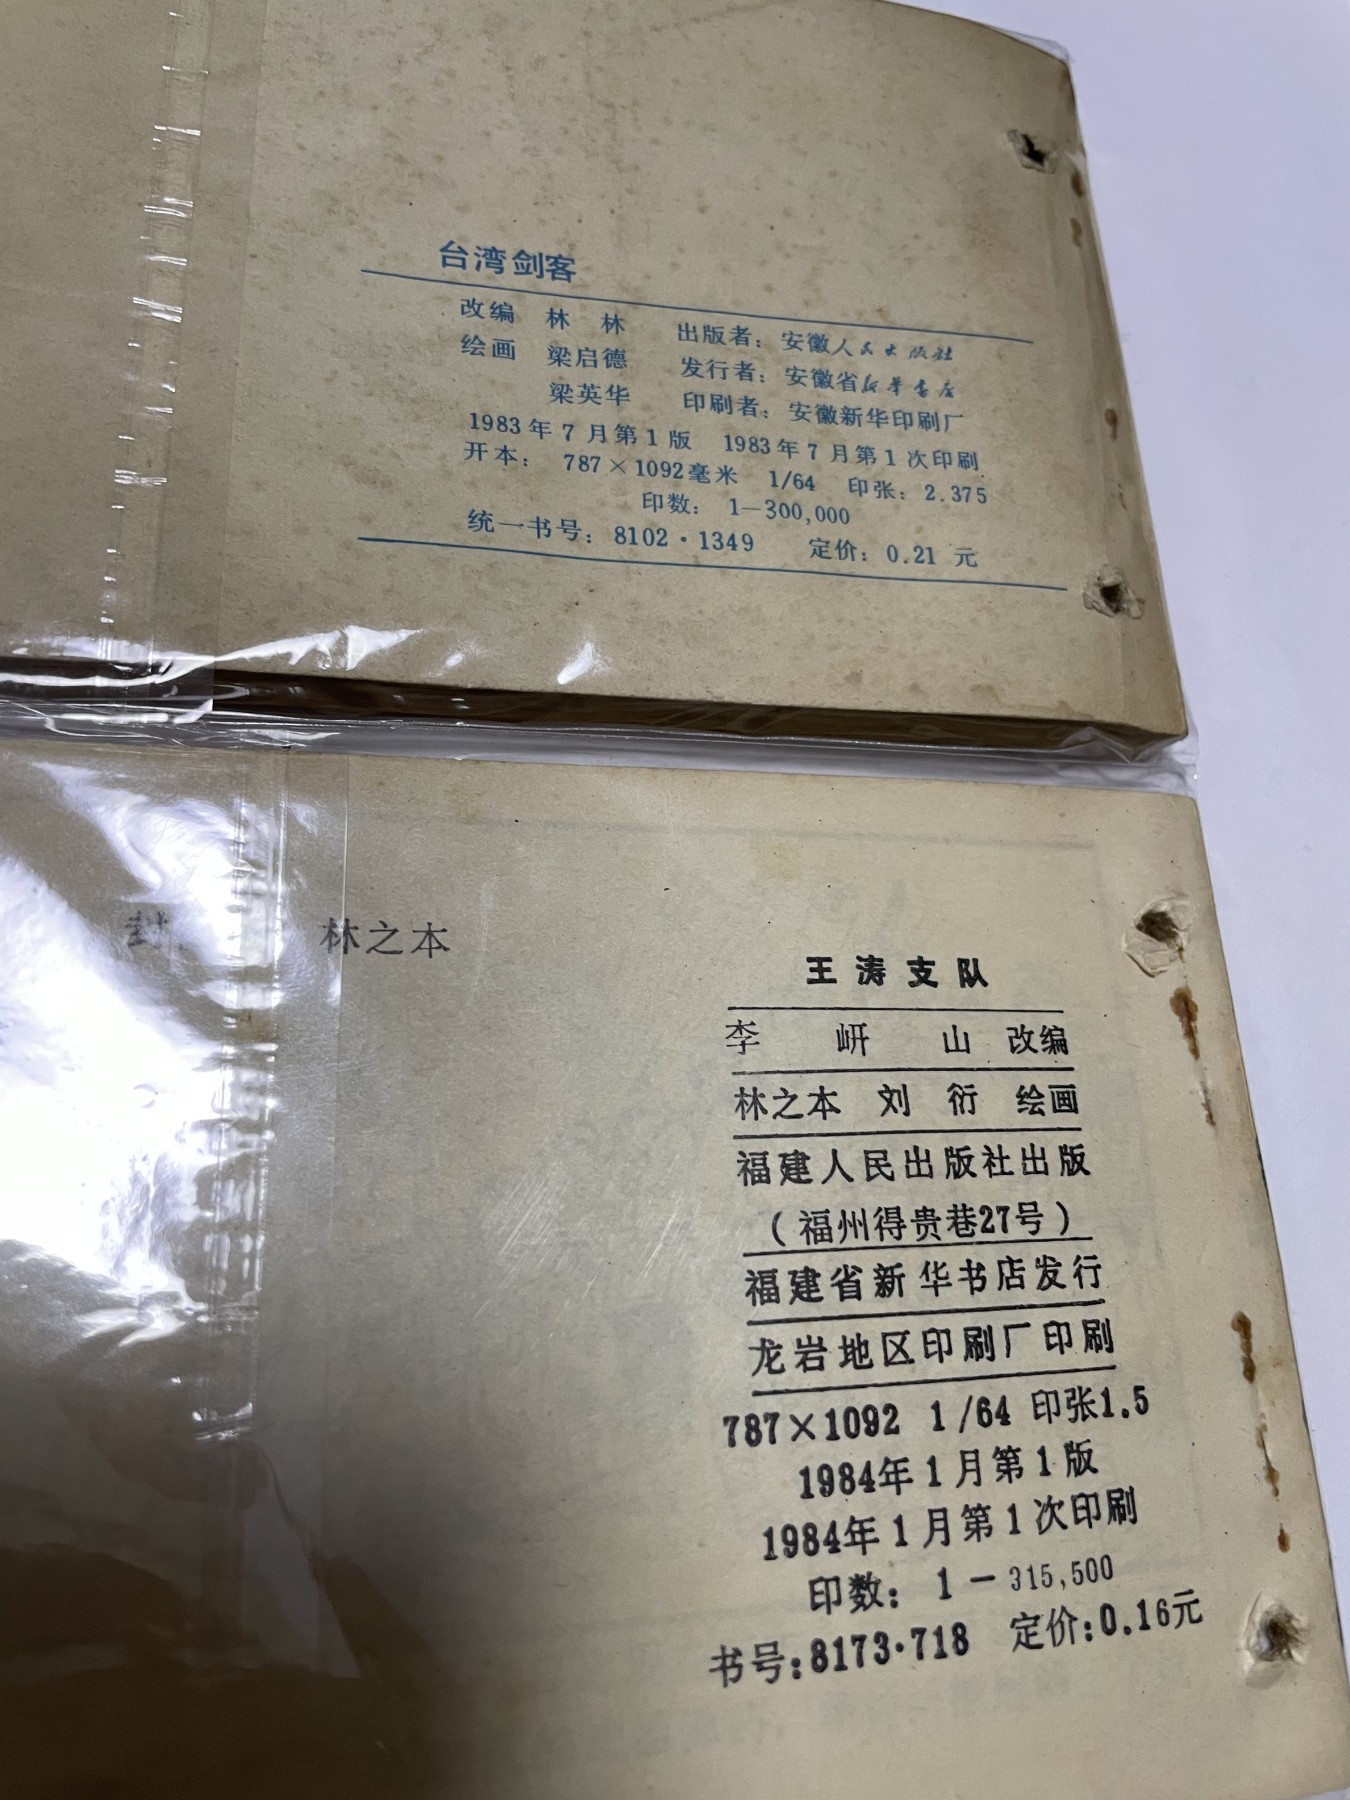 台湾剑客
改编 林 林 出版者：安徽人民出版社
绘画 梁启德 发行者：安徽省新华书店
梁英华 印刷者：安徽新华印刷厂
1983年7月第1版 1983年7月第1次印刷
开本：787×1092毫米 1/64 印张：2.375
印数：1—300,000
统一书号：8102·1349 定价：0.21 元
封 林之本
王涛支队
李 岍 山 改编
林之本 刘 衍 绘画
福建人民出版社出版
（福州得贵巷27号）
福建省新华书店发行
龙岩地区印刷厂印刷
787×1092 1/64 印张1.5
1984年1月第1版
1984年1月第1次印刷
印数：1－315,500
书号：8173·718 定价：0.16元